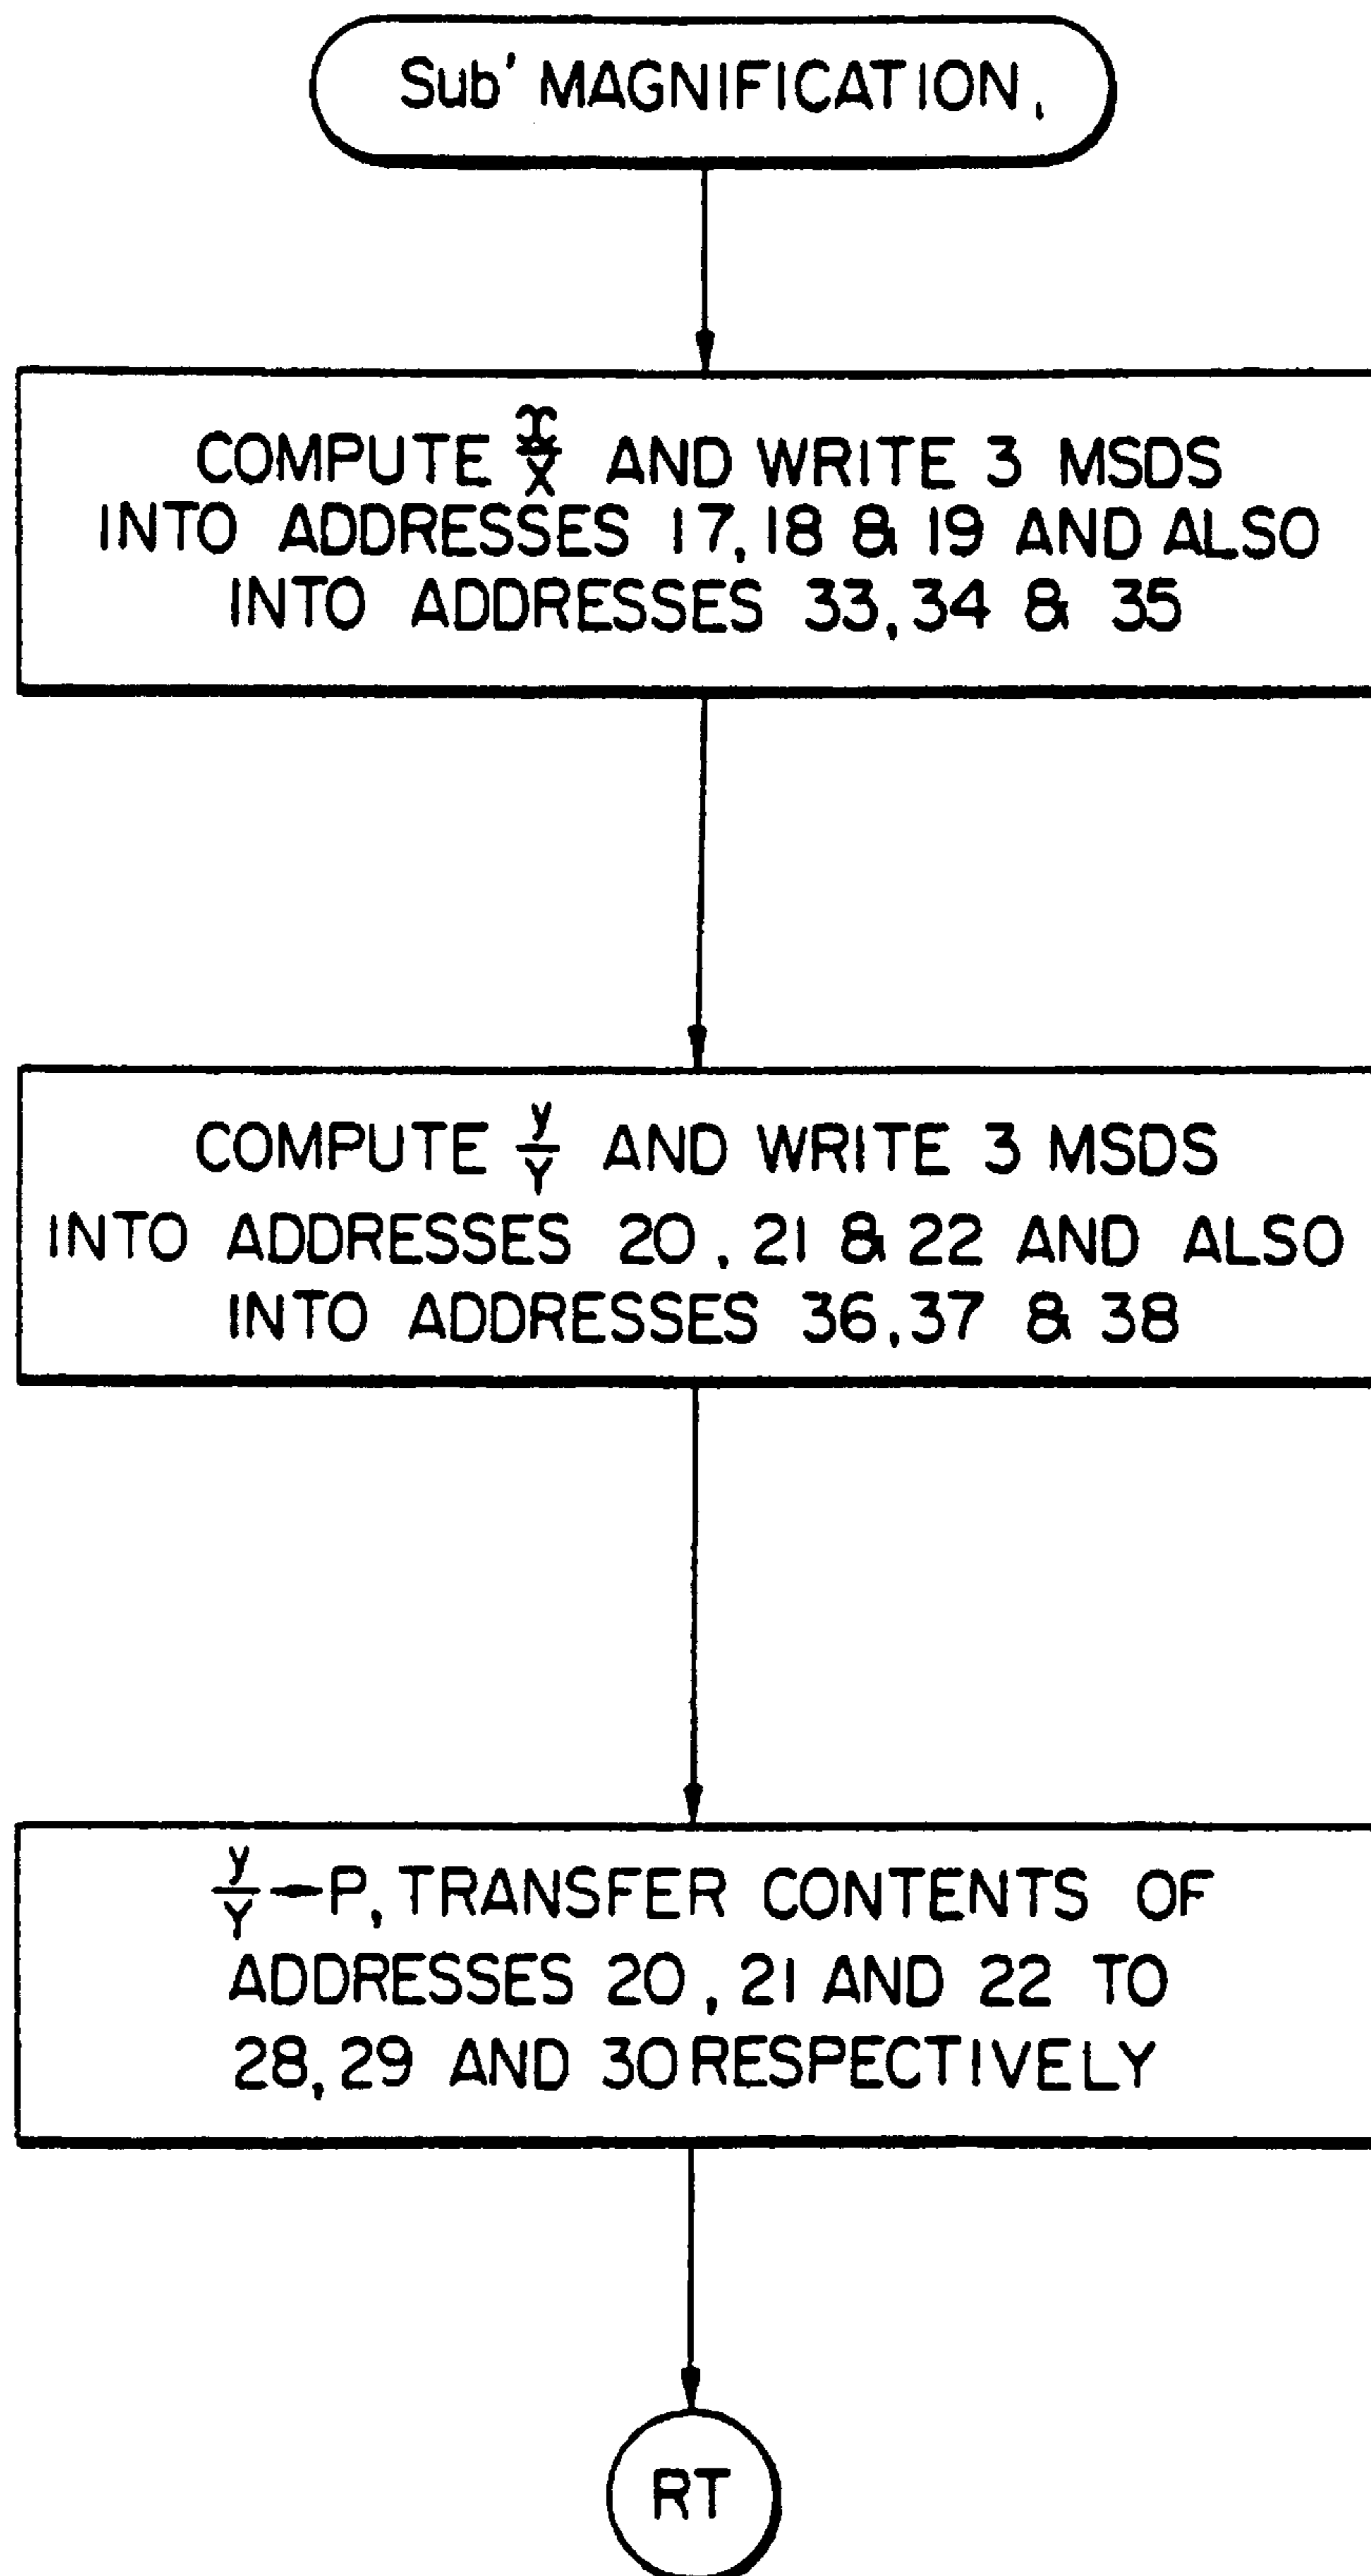 Sub' MAGNIFICATION,
COMPUTE x/X AND WRITE 3 MSDS
INTO ADDRESSES 17, 18 & 19 AND ALSO
INTO ADDRESSES 33, 34 & 35
COMPUTE y/Y AND WRITE 3 MSDS
INTO ADDRESSES 20, 21 & 22 AND ALSO
INTO ADDRESSES 36, 37 & 38
y/Y ← P, TRANSFER CONTENTS OF
ADDRESSES 20, 21 AND 22 TO
28, 29 AND 30 RESPECTIVELY
RT